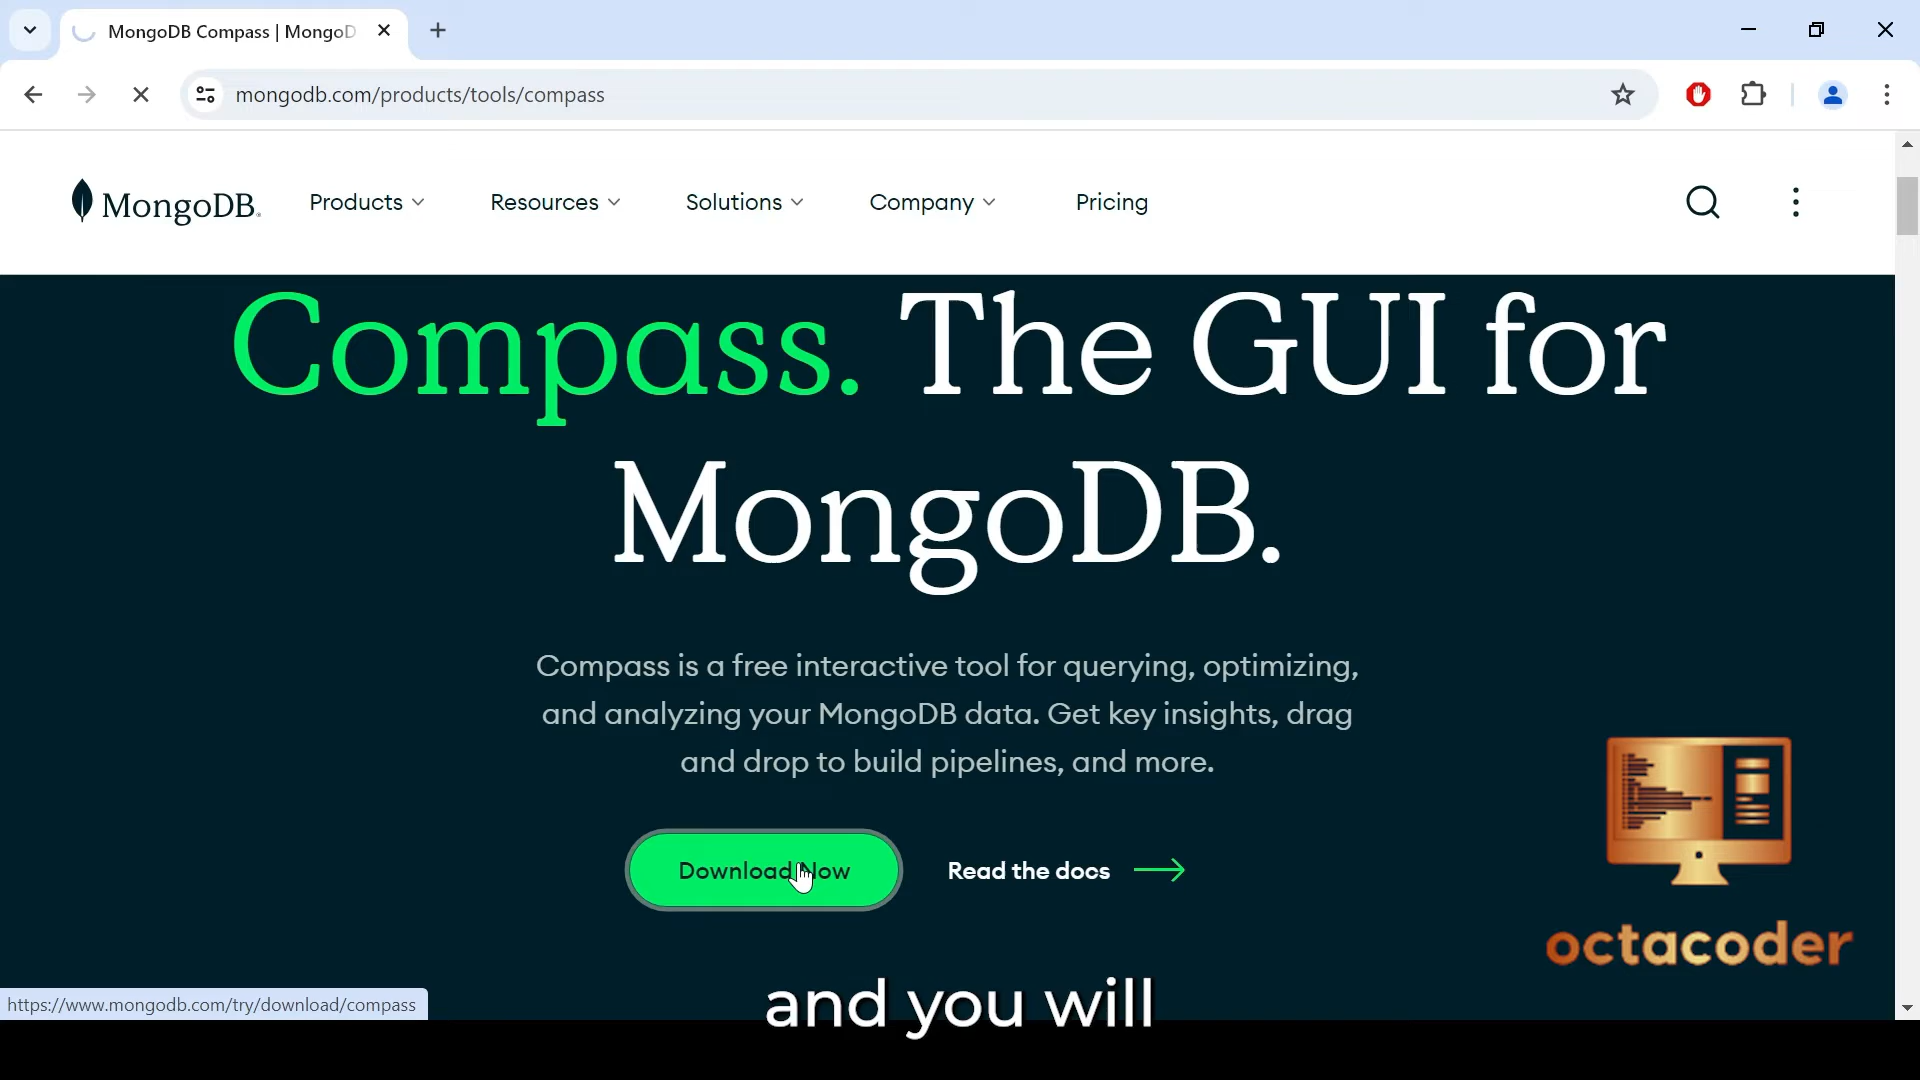 MongoDB Compass | MongoD
mongodb.com/products/tools/compass
MongoDB.
Products
Resources
Solutions
Company
Pricing
Compass. The GUI for
MongoDB.
Compass is a free interactive tool for querying, optimizing,
and analyzing your MongoDB data. Get key insights, drag
and drop to build pipelines, and more.
Download Now
Read the docs
octacoder
https://www.mongodb.com/try/download/compass
and you will